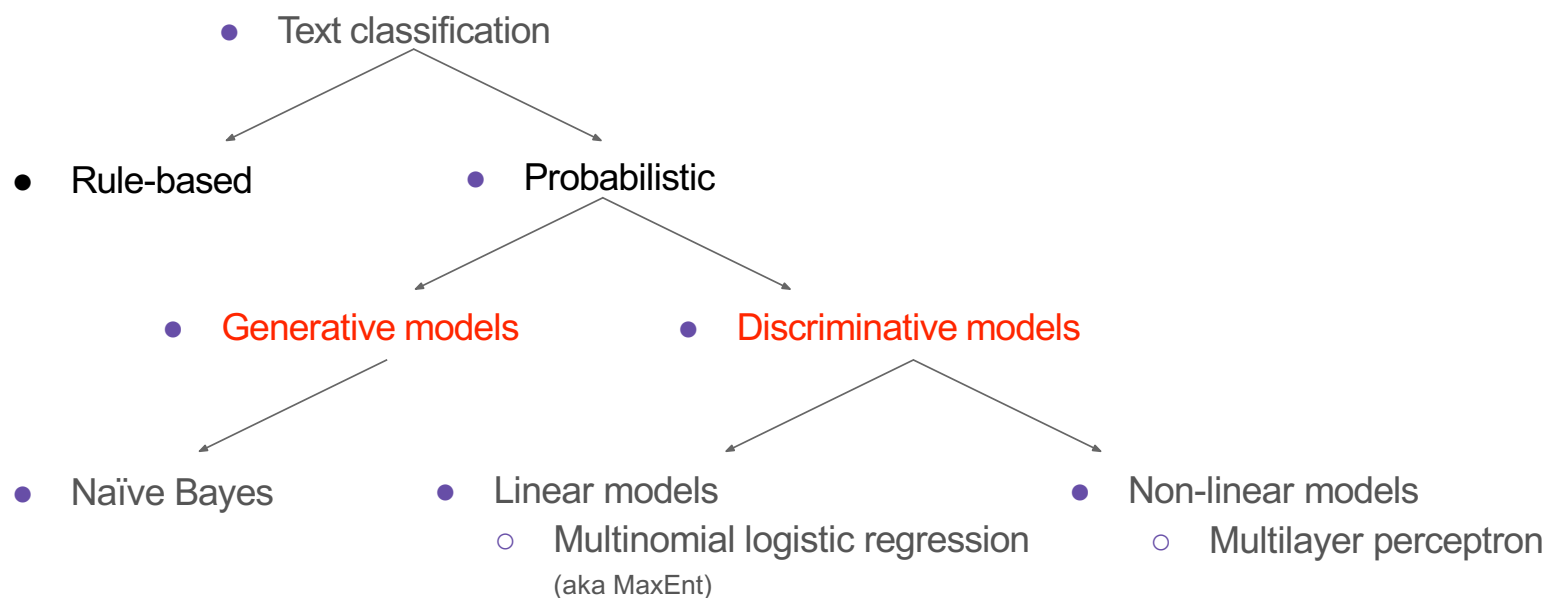 ● Text classification
● Rule-based
● Probabilistic
● Generative models
● Discriminative models
● Naïve Bayes
● Linear models
○ Multinomial logistic regression
(aka MaxEnt)
● Non-linear models
○ Multilayer perceptron